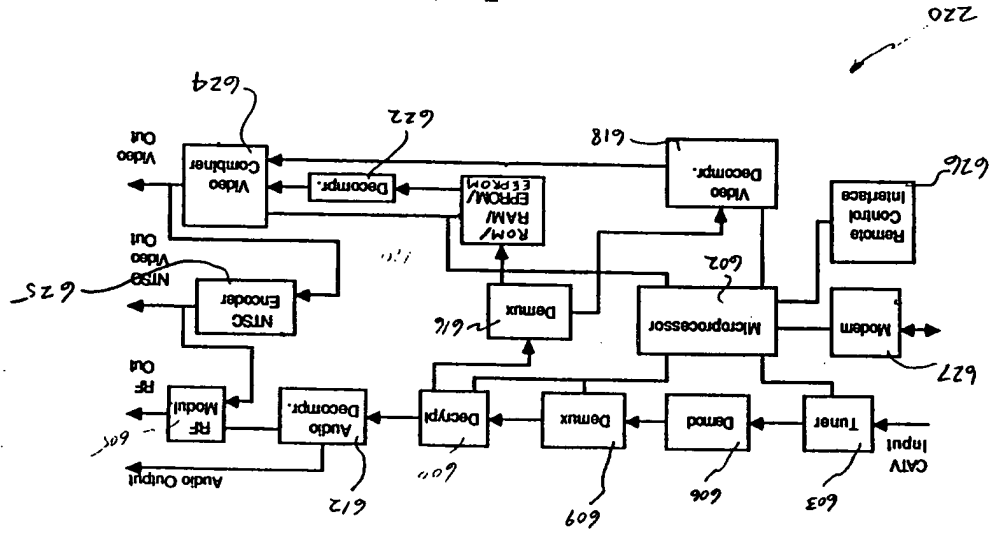 603
606
609
612
Audio Output
CATV
Input
Tuner
Demod
Demux
Decrypt
Audio
Decompr.
RF
Modul.
RF
Out
627
Modem
Microprocessor
602
Demux
616
NTSC
Encoder
625
NTSC
Video
Out
Remote
Control
Interface
626
Video
Decompr.
618
ROM/
RAM/
EPROM/
EEPROM
Decompr.
622
Video
Combiner
624
Video
Out
220